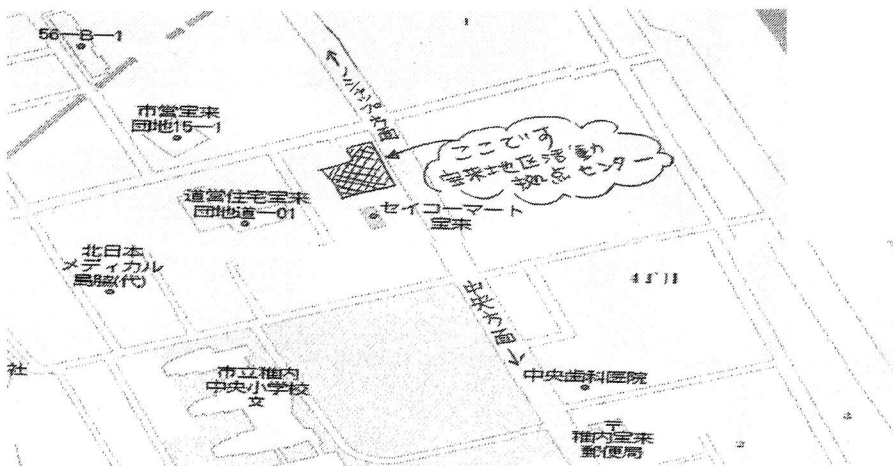 56-B-1
1
市営宝来
団地15-1
←ノシャップ方面
ここです
宝来地区活動
拠点センター
道営住宅宝来
団地道-01
セイコーマート
宝来
北日本
メディカル
島脇(代)
中央方面→
社
市立稚内
中央小学校
文
中央歯科医院
〒
稚内宝来
郵便局
2